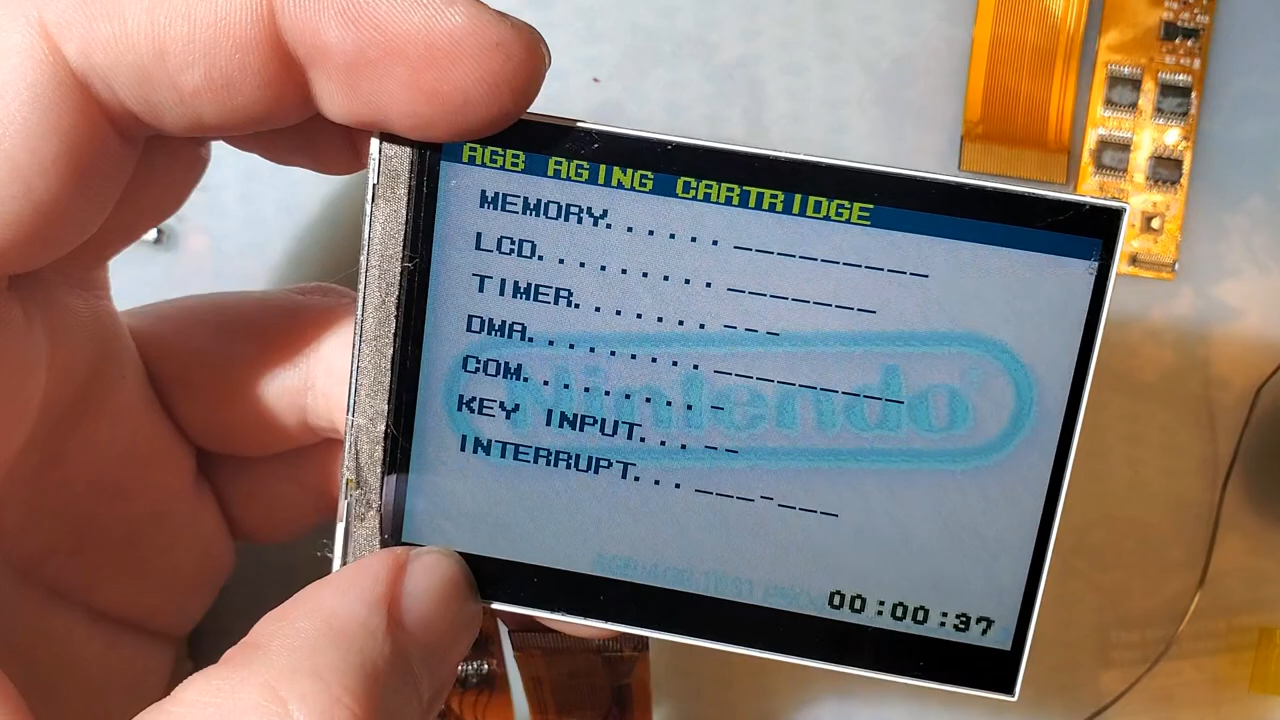 AGB AGING CARTRIDGE
MEMORY......----------
LCD.........--------
TIMER.......---
DMA.........----------
COM.........-
KEY INPUT....--
INTERRUPT...-------
Nintendo
00:00:37